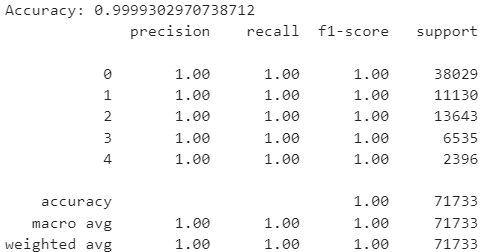 Accuracy: 0.9999302970738712
precision recall f1-score support
0 1.00 1.00 1.00 38029
1 1.00 1.00 1.00 11130
2 1.00 1.00 1.00 13643
3 1.00 1.00 1.00 6535
4 1.00 1.00 1.00 2396
accuracy 1.00 71733
macro avg 1.00 1.00 1.00 71733
weighted avg 1.00 1.00 1.00 71733